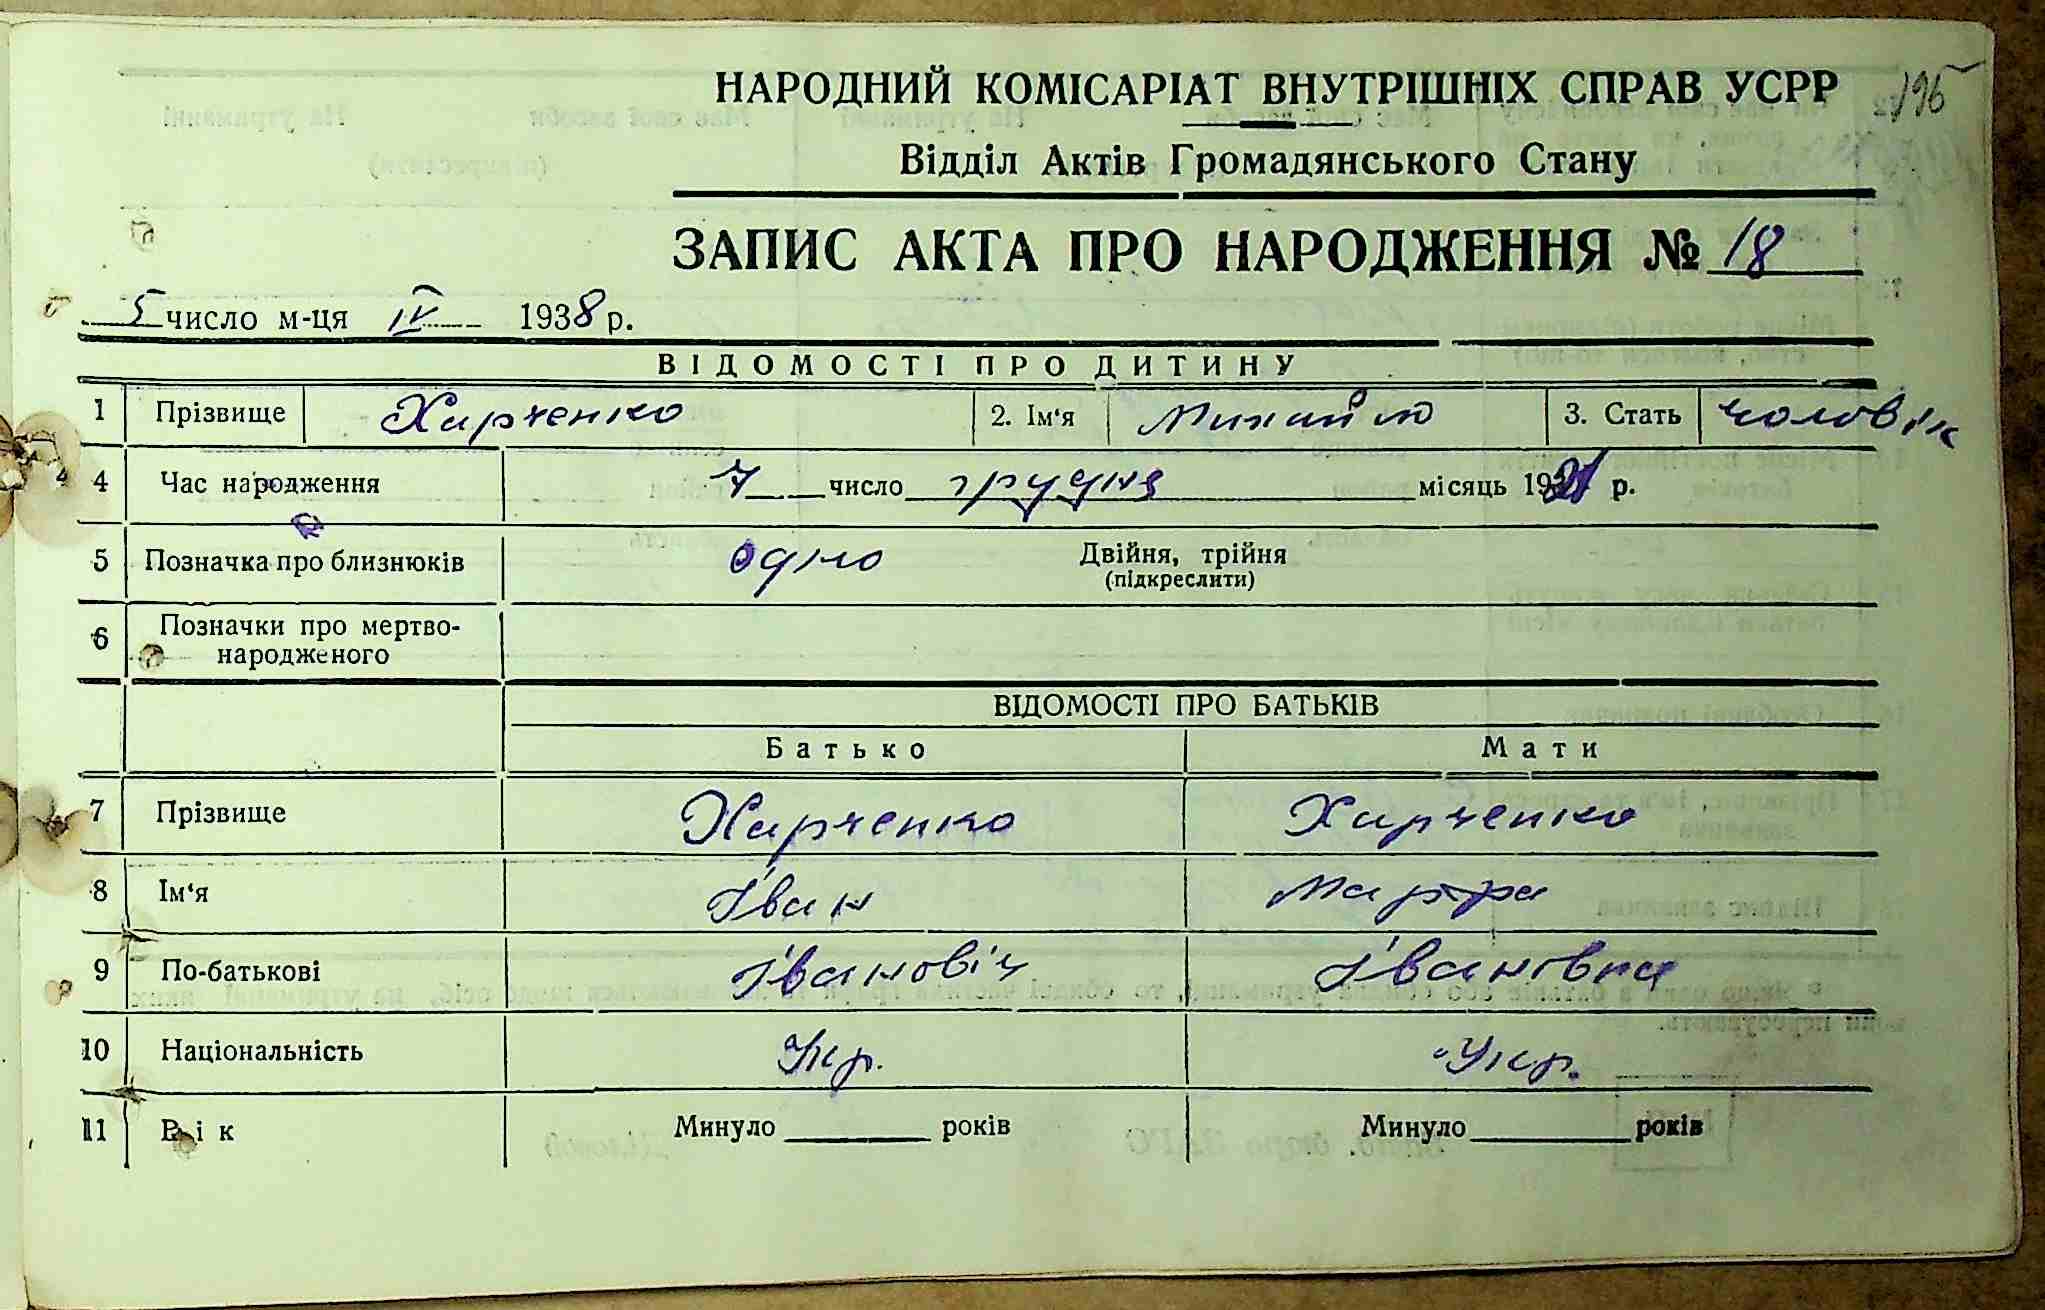 НАРОДНИЙ КОМІСАРІАТ ВНУТРІШНІХ СПРАВ УСРР 196
Відділ Актів Громадянського Стану
ЗАПИС АКТА ПРО НАРОДЖЕННЯ № 18
5 число м-ця IV 1938 р.
ВІДОМОСТІ ПРО ДИТИНУ
1 Прізвище Харченко 2. Ім‘я Михайло 3. Стать чоловік
4 Час народження 7 число грудня місяць 1921 р.
5 Позначка про близнюків одно Двійня, трійня
(підкреслити)
6 Позначки про мертво-
народженого
ВІДОМОСТІ ПРО БАТЬКІВ
Батько Мати
7 Прізвище Харченко Харченко
8 Ім‘я Іван Марфа
9 По-батькові Івановіч Івановна
10 Національність Укр. Укр.
11 Вік Минуло років Минуло років